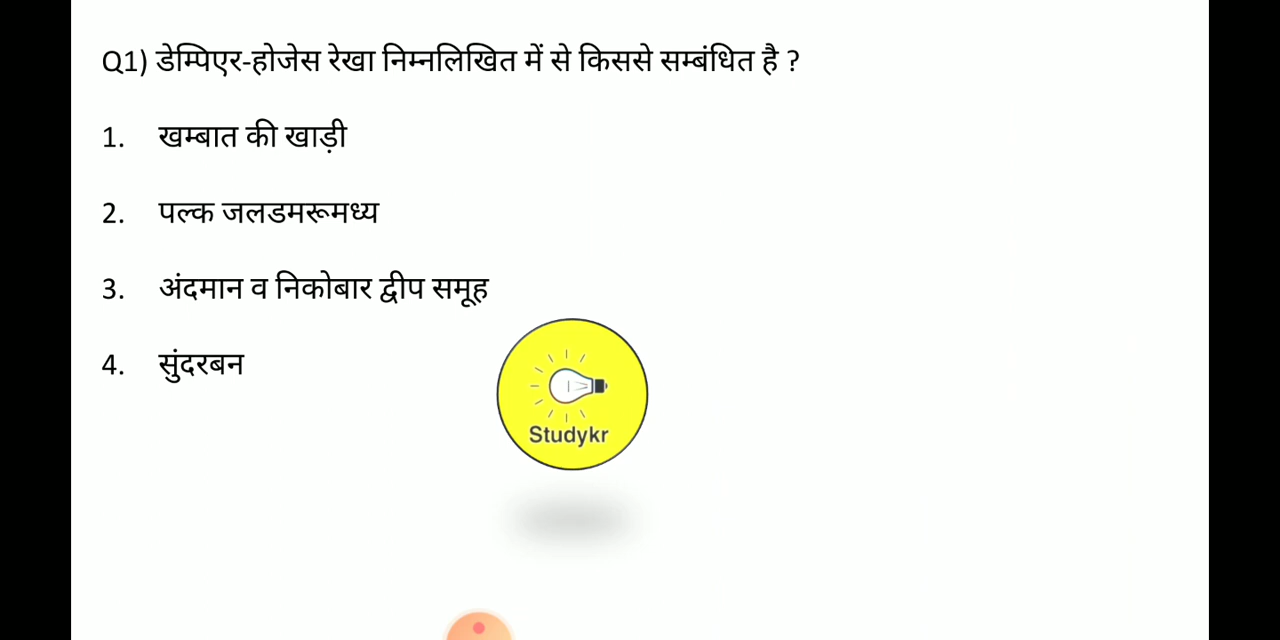 Q1) डेम्पिएर-होजेस रेखा निम्नलिखित में से किससे सम्बंधित है ?
1. खम्बात की खाड़ी
2. पल्क जलडमरूमध्य
3. अंदमान व निकोबार द्वीप समूह
4. सुंदरबन
Studykr